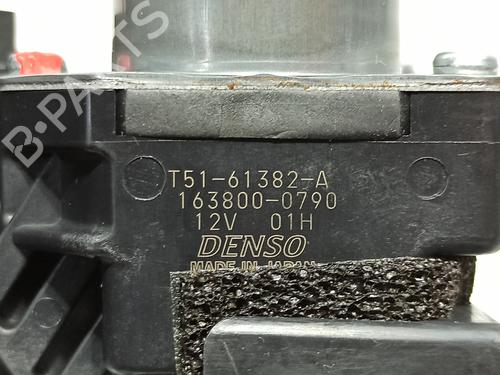 B-PARTS
T51-61382-A
163800-0790
12V 01H
DENSO
MADE IN JAPAN